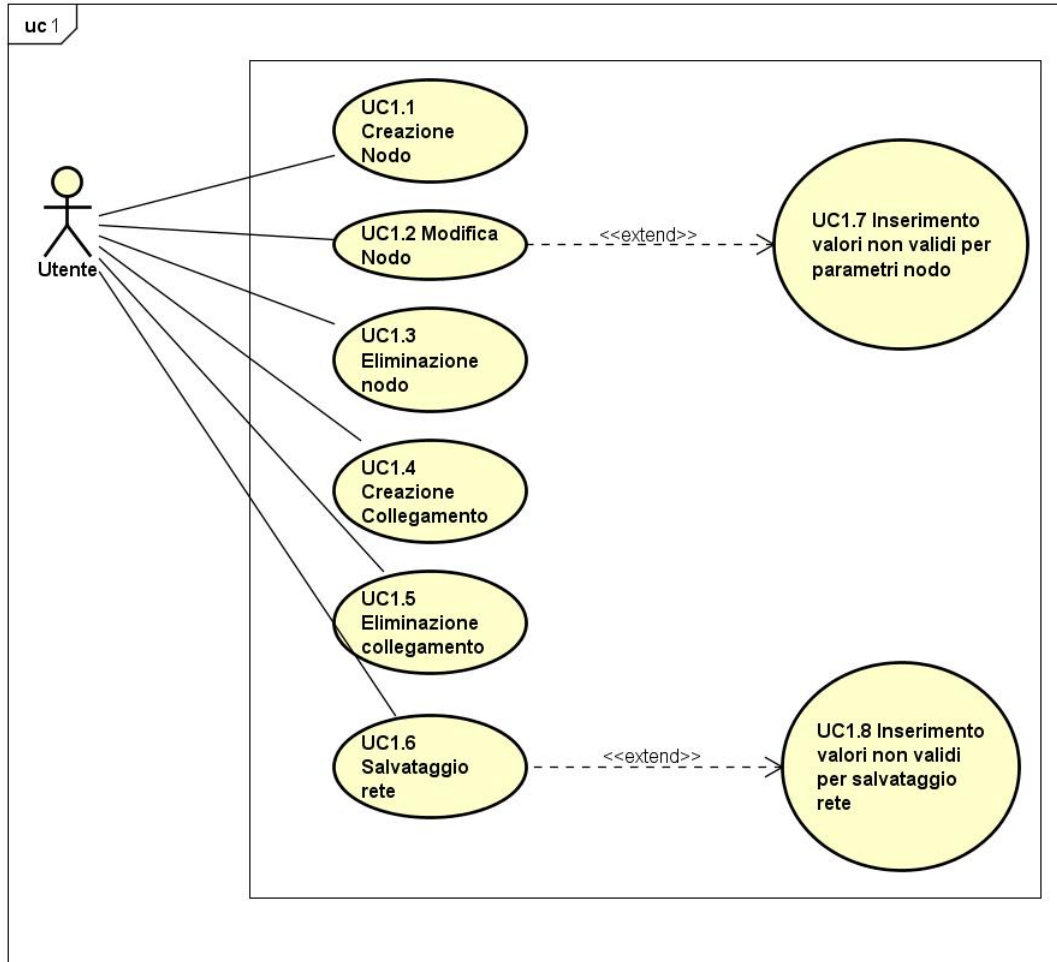 uc 1
Utente
UC1.1
Creazione
Nodo
UC1.2 Modifica
Nodo
<<extend>>
UC1.7 Inserimento
valori non validi per
parametri nodo
UC1.3
Eliminazione
nodo
UC1.4
Creazione
Collegamento
UC1.5
Eliminazione
collegamento
UC1.6
Salvataggio
rete
<<extend>>
UC1.8 Inserimento
valori non validi
per salvataggio
rete